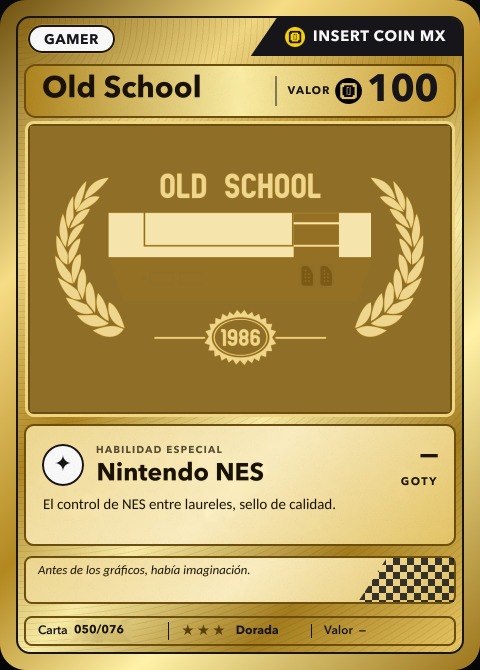 GAMER
INSERT COIN MX
Old School
VALOR 100
OLD SCHOOL
1986
HABILIDAD ESPECIAL
Nintendo NES
–
GOTY
El control de NES entre laureles, sello de calidad.
Antes de los gráficos, había imaginación.
Carta 050/076
★ ★ ★ Dorada
Valor –